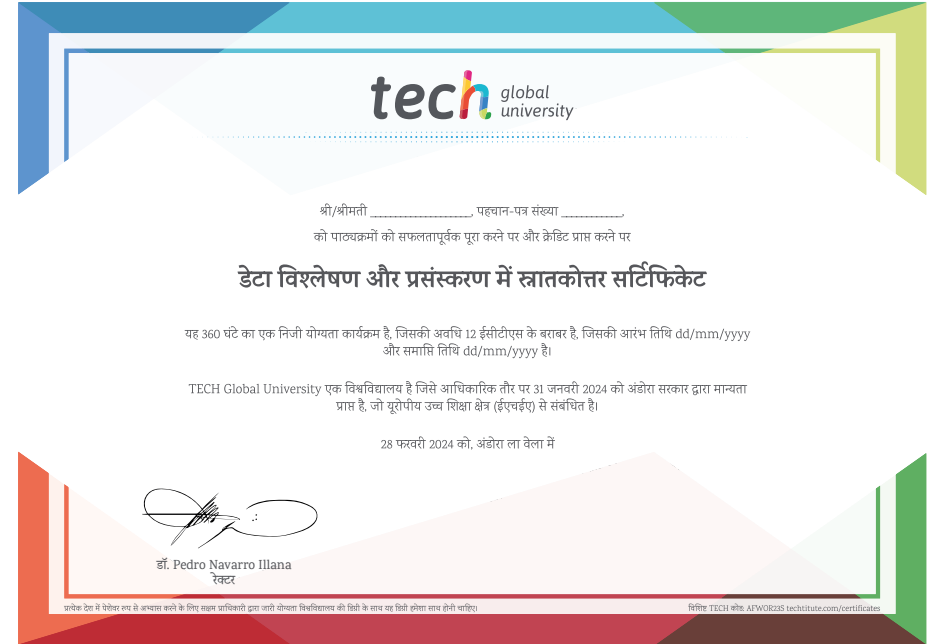 tech global
university
श्री/श्रीमती ____________________, पहचान-पत्र संख्या ____________,
को पाठ्यक्रमों को सफलतापूर्वक पूरा करने पर और क्रेडिट प्राप्त करने पर
डेटा विश्लेषण और प्रसंस्करण में स्नातकोत्तर सर्टिफिकेट
यह 360 घंटे का एक निजी योग्यता कार्यक्रम है, जिसकी अवधि 12 ईसीटीएस के बराबर है, जिसकी आरंभ तिथि dd/mm/yyyy
और समाप्ति तिथि dd/mm/yyyy है।
TECH Global University एक विश्वविद्यालय है जिसे आधिकारिक तौर पर 31 जनवरी 2024 को अंडोरा सरकार द्वारा मान्यता
प्राप्त है, जो यूरोपीय उच्च शिक्षा क्षेत्र (ईएचईए) से संबंधित है।
28 फरवरी 2024 को, अंडोरा ला वेला में
डॉ. Pedro Navarro Illana
रेक्टर
प्रत्येक देश में पेशेवर रूप से अभ्यास करने के लिए सक्षम प्राधिकारी द्वारा जारी योग्यता विश्वविद्यालय की डिग्री के साथ यह डिग्री हमेशा साथ होनी चाहिए।
विशिष्ट TECH कोड: AFWOR235 techtitute.com/certificates